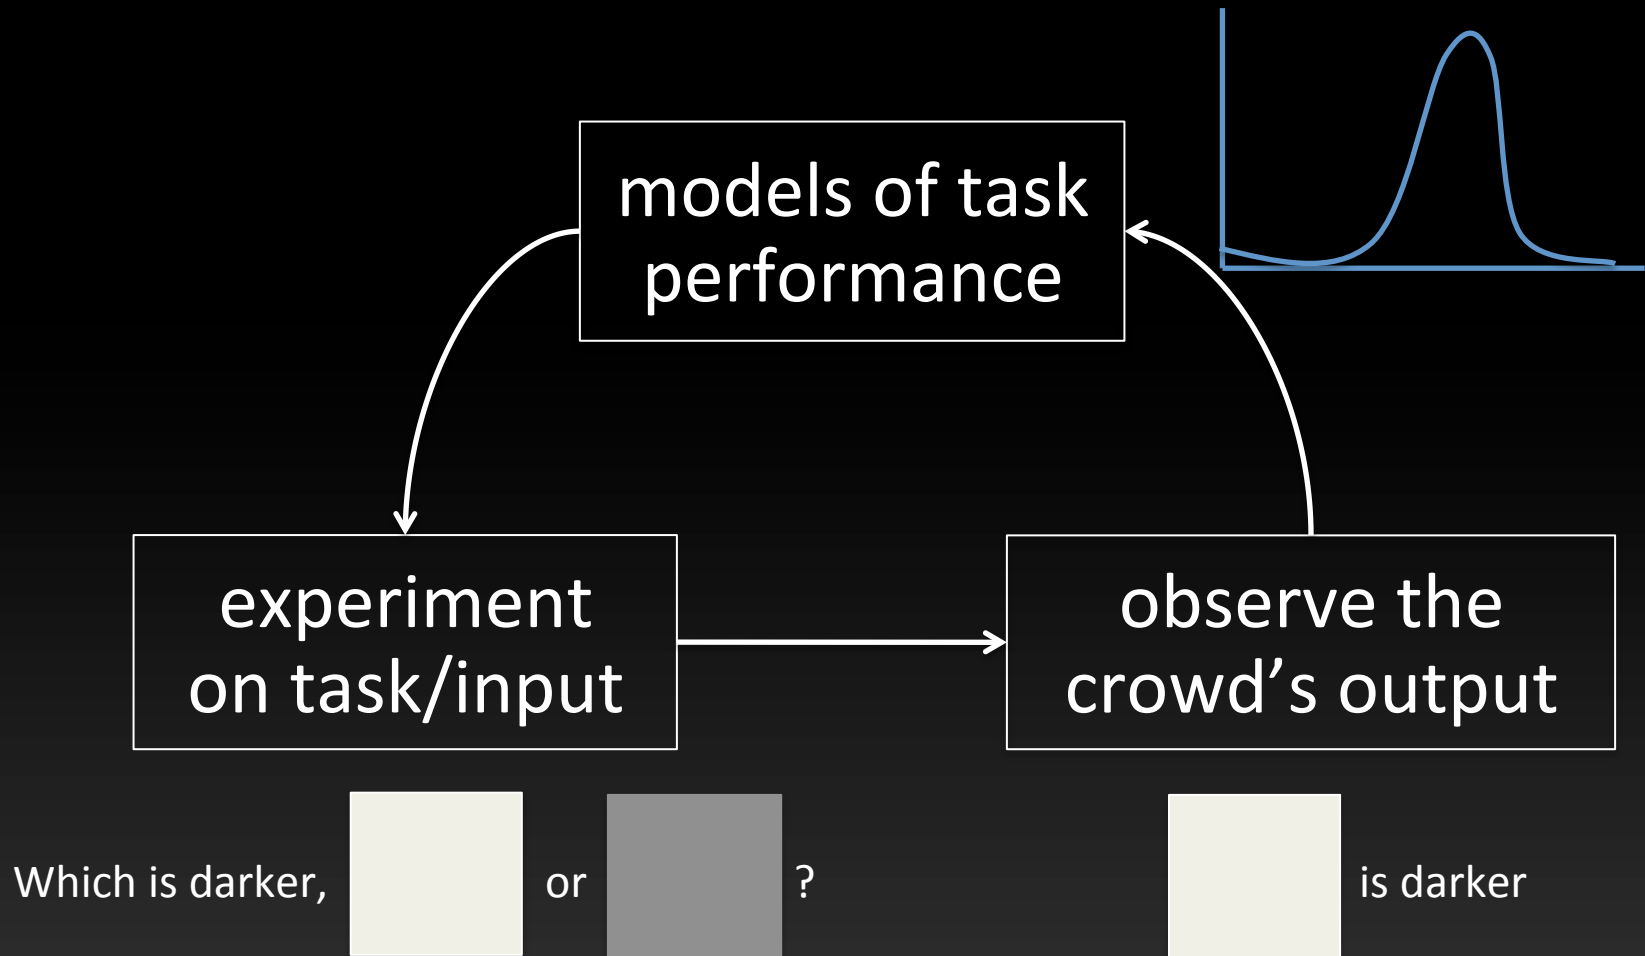 models of task
performance
experiment
on task/input
observe the
crowd’s output
Which is darker, or ?
is darker